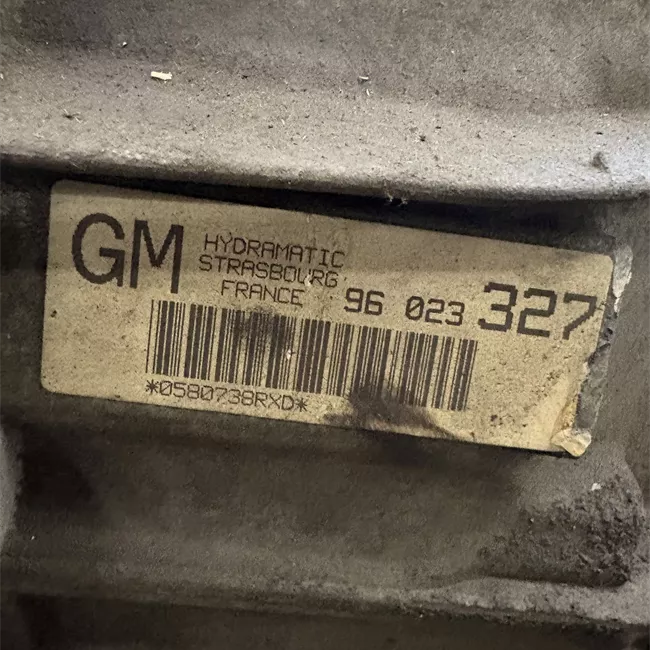 GM
HYDRAMATIC
STRASBOURG
FRANCE
96 023 327
*0580738RXD*